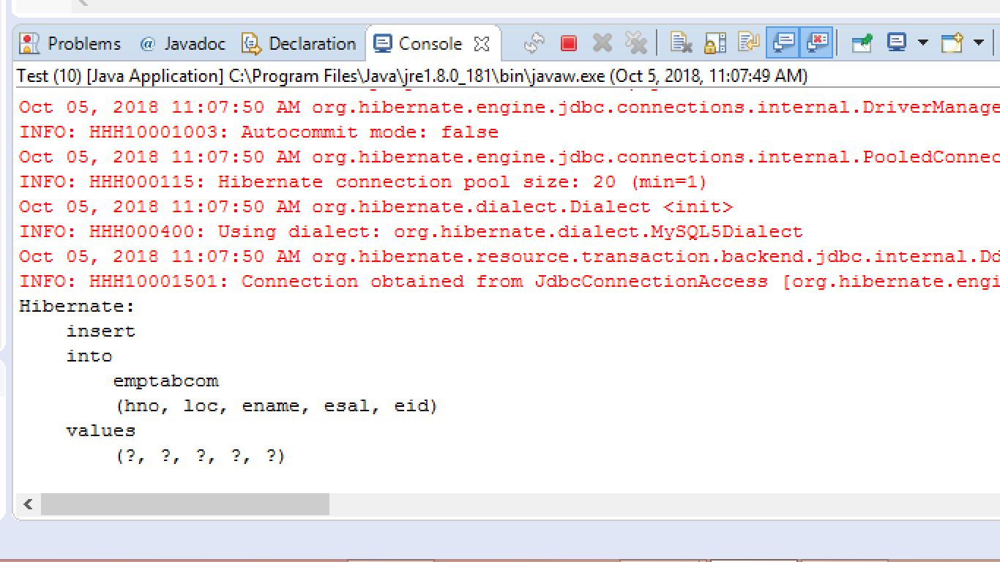 Problems @ Javadoc Declaration Console
Test (10) [Java Application] C:\Program Files\Java\jre1.8.0_181\bin\javaw.exe (Oct 5, 2018, 11:07:49 AM)
Oct 05, 2018 11:07:50 AM org.hibernate.engine.jdbc.connections.internal.DriverManage
INFO: HHH10001003: Autocommit mode: false
Oct 05, 2018 11:07:50 AM org.hibernate.engine.jdbc.connections.internal.PooledConnec
INFO: HHH000115: Hibernate connection pool size: 20 (min=1)
Oct 05, 2018 11:07:50 AM org.hibernate.dialect.Dialect <init>
INFO: HHH000400: Using dialect: org.hibernate.dialect.MySQL5Dialect
Oct 05, 2018 11:07:50 AM org.hibernate.resource.transaction.backend.jdbc.internal.Dd
INFO: HHH10001501: Connection obtained from JdbcConnectionAccess [org.hibernate.engi
Hibernate:
insert
into
emptabcom
(hno, loc, ename, esal, eid)
values
(?, ?, ?, ?, ?)